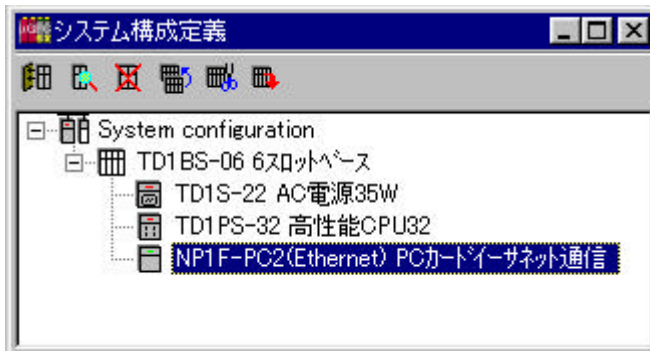 システム構成定義
System configuration
TD1BS-06 6ｽﾛｯﾄﾍﾞｰｽ
TD1S-22 AC電源35W
TD1PS-32 高性能CPU32
NP1F-PC2(Ethernet) PCｶｰﾄﾞｲｰｻﾈｯﾄ通信